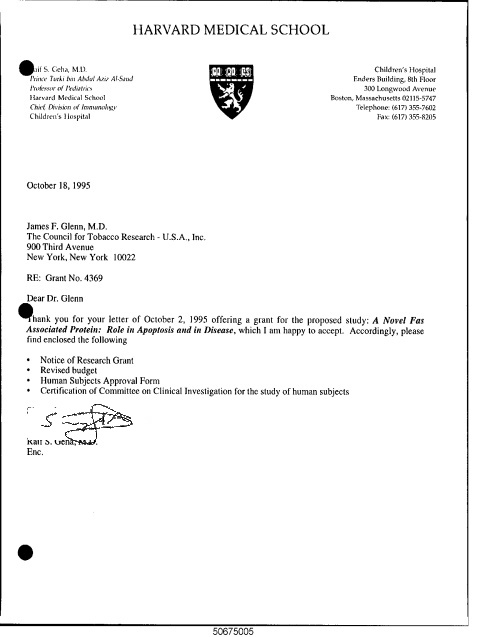 HARVARD MEDICAL SCHOOL
S. Geha, M.D.
Prince Turki bin Abdul Aziz Al-Saud
Professor of Pediatrics
Harvard Medical School
Chief, Division of Immunology
Children's Hospital
Children's Hospital
Enders Building, 8th Floor
300 Longwood Avenue
Boston, Massachusetts 02115-5747
Telephone: (617) 355-7602
Fax: (617) 355-8205
October 18, 1995
James F. Glenn, M.D.
The Council for Tobacco Research - U.S.A., Inc.
900 Third Avenue
New York, New York 10022
RE: Grant No. 4369
Dear Dr. Glenn
Thank you for your letter of October 2, 1995 offering a grant for the proposed study: A Novel Fas
Associated Protein: Role in Apoptosis and in Disease, which I am happy to accept. Accordingly, please
find enclosed the following
• Notice of Research Grant
• Revised budget
• Human Subjects Approval Form
• Certification of Committee on Clinical Investigation for the study of human subjects
Raif S. Geha, M.D.
Enc.
50675005